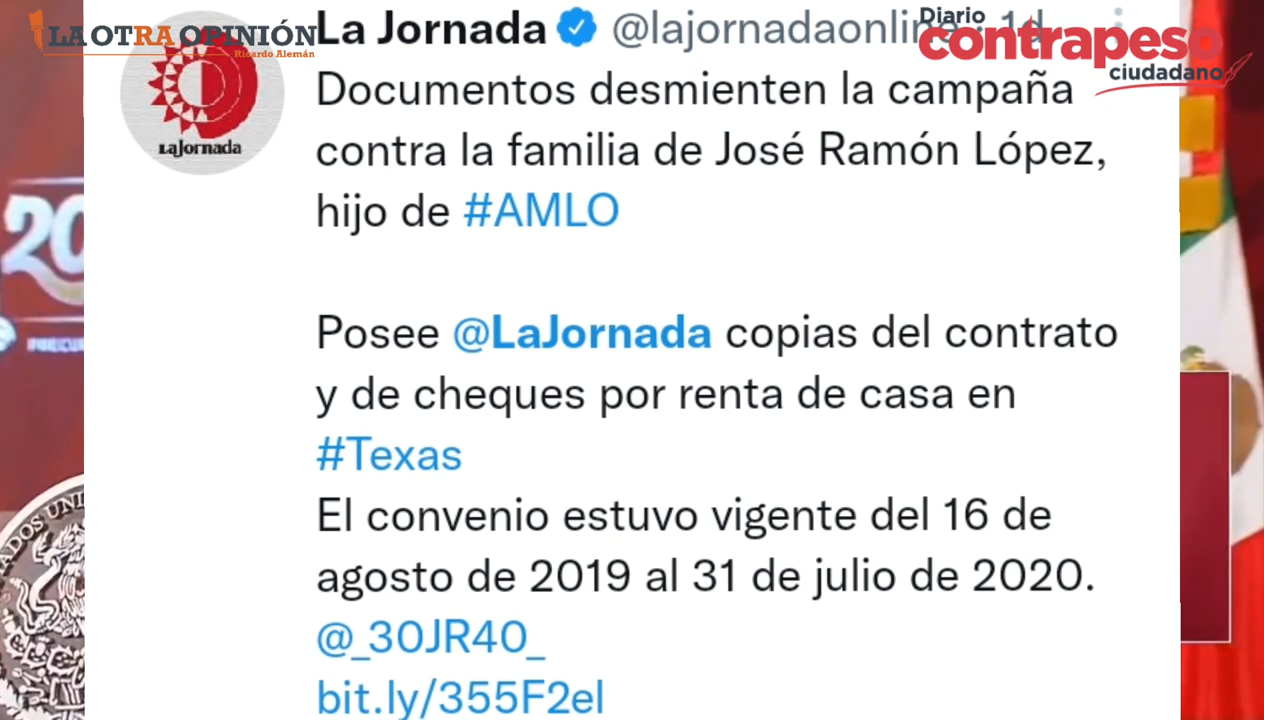 LA OTRA OPINIÓN
Ricardo Alemán
La Jornada @lajornadaonline · 1d
Diario
contrapeso
ciudadano
LaJornada
Documentos desmienten la campaña
contra la familia de José Ramón López,
hijo de #AMLO
Posee @LaJornada copias del contrato
y de cheques por renta de casa en
#Texas
El convenio estuvo vigente del 16 de
agosto de 2019 al 31 de julio de 2020.
@_30JR40_
bit.ly/355F2el
20